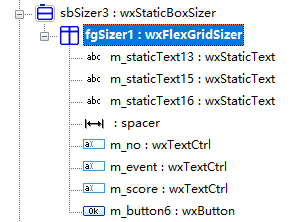 sbSizer3 : wxStaticBoxSizer
fgSizer1 : wxFlexGridSizer
abc m_staticText13 : wxStaticText
abc m_staticText15 : wxStaticText
abc m_staticText16 : wxStaticText
: spacer
a m_no : wxTextCtrl
a m_event : wxTextCtrl
a m_score : wxTextCtrl
Ok m_button6 : wxButton